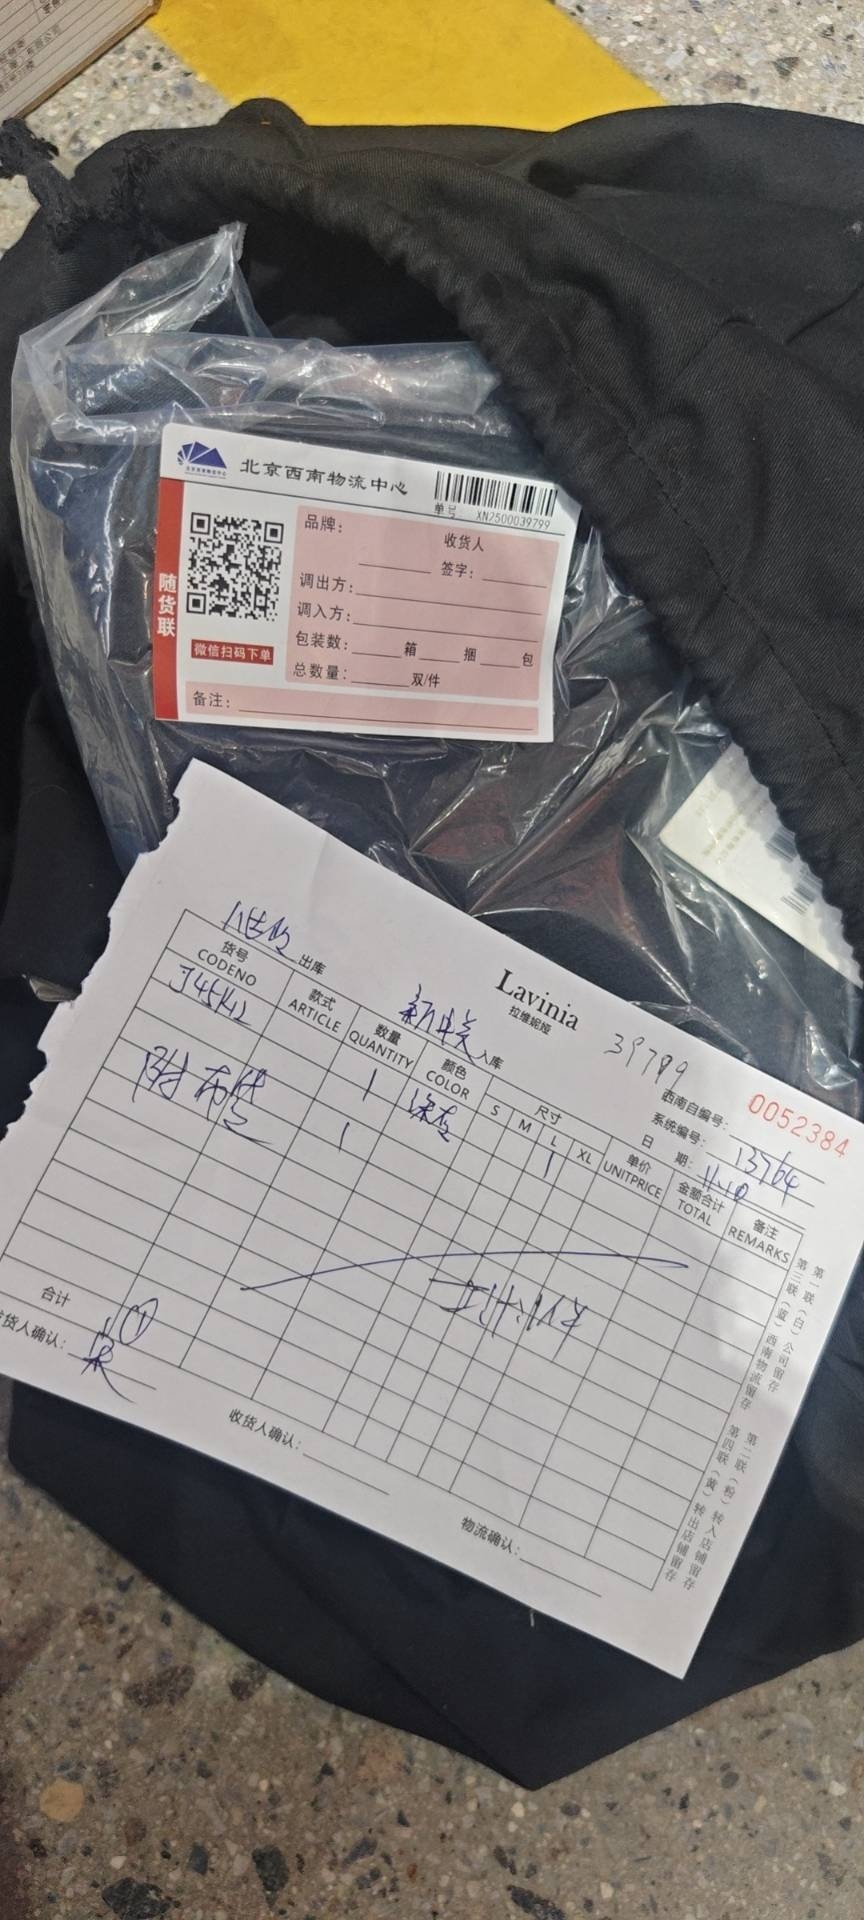 北京西南物流中心
单号 XN2500039799
随货联
微信扫码下单
品牌:
收货人
签字:
调出方:
调入方:
包装数: 箱 捆 包
总数量: 双/件
备注:
出库
Lavinia
拉维妮娅
入库
39799
0052384
西南自编号:
系统编号: 13764
日期: 11.10
货号 CODENO
款式 ARTICLE
数量 QUANTITY
颜色 COLOR
尺寸
S M L XL
单价 UNITPRICE
金额合计 TOTAL
备注 REMARKS
1 1
附布袋 1
合计
货人确认:
收货人确认:
物流确认:
第一联(白)公司留存 第二联(粉)转入店铺留存
第三联(蓝)西南物流留存 第四联(黄)转出店铺留存